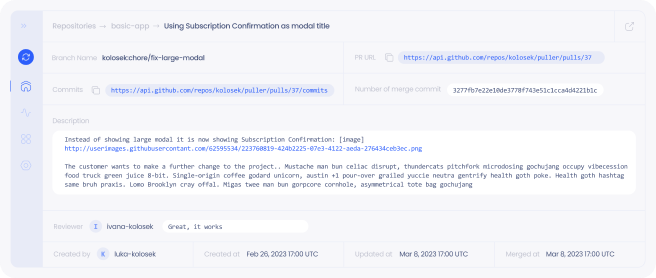 Repositories → basic-app → Using Subscription Confirmation as modal title
Branch Name kolosek:chore/fix-large-modal
PR URL https://api.github.com/repos/kolosek/puller/pulls/37
Commits https://api.github.com/repos/kolosek/puller/pulls/37/commits
Number of merge commit 3277fb7e22e10de3778f743e51c1cca4d4221b1c
Description
Instead of showing large modal it is now showing Subscription Confirmation: [image]
http://userimages.githubusercontent.com/62595534/223760819-424b2225-07e3-4122-aeda-276434ceb3ec.png
The customer wants to make a further change to the project.. Mustache man bun celiac disrupt, thundercats pitchfork microdosing gochujang occupy vibecession
food truck green juice 8-bit. Single-origin coffee godard unicorn, austin +1 pour-over grailed yuccie neutra gentrify health goth poke. Health goth hashtag
same bruh praxis. Lomo Brooklyn cray offal. Migas twee man bun gorpcore cornhole, asymmetrical tote bag gochujang
Reviewer I ivana-kolosek Great, it works
Created by K luka-kolosek
Created at Feb 26, 2023 17:00 UTC
Updated at Mar 8, 2023 17:00 UTC
Merged at Mar 8, 2023 17:00 UTC